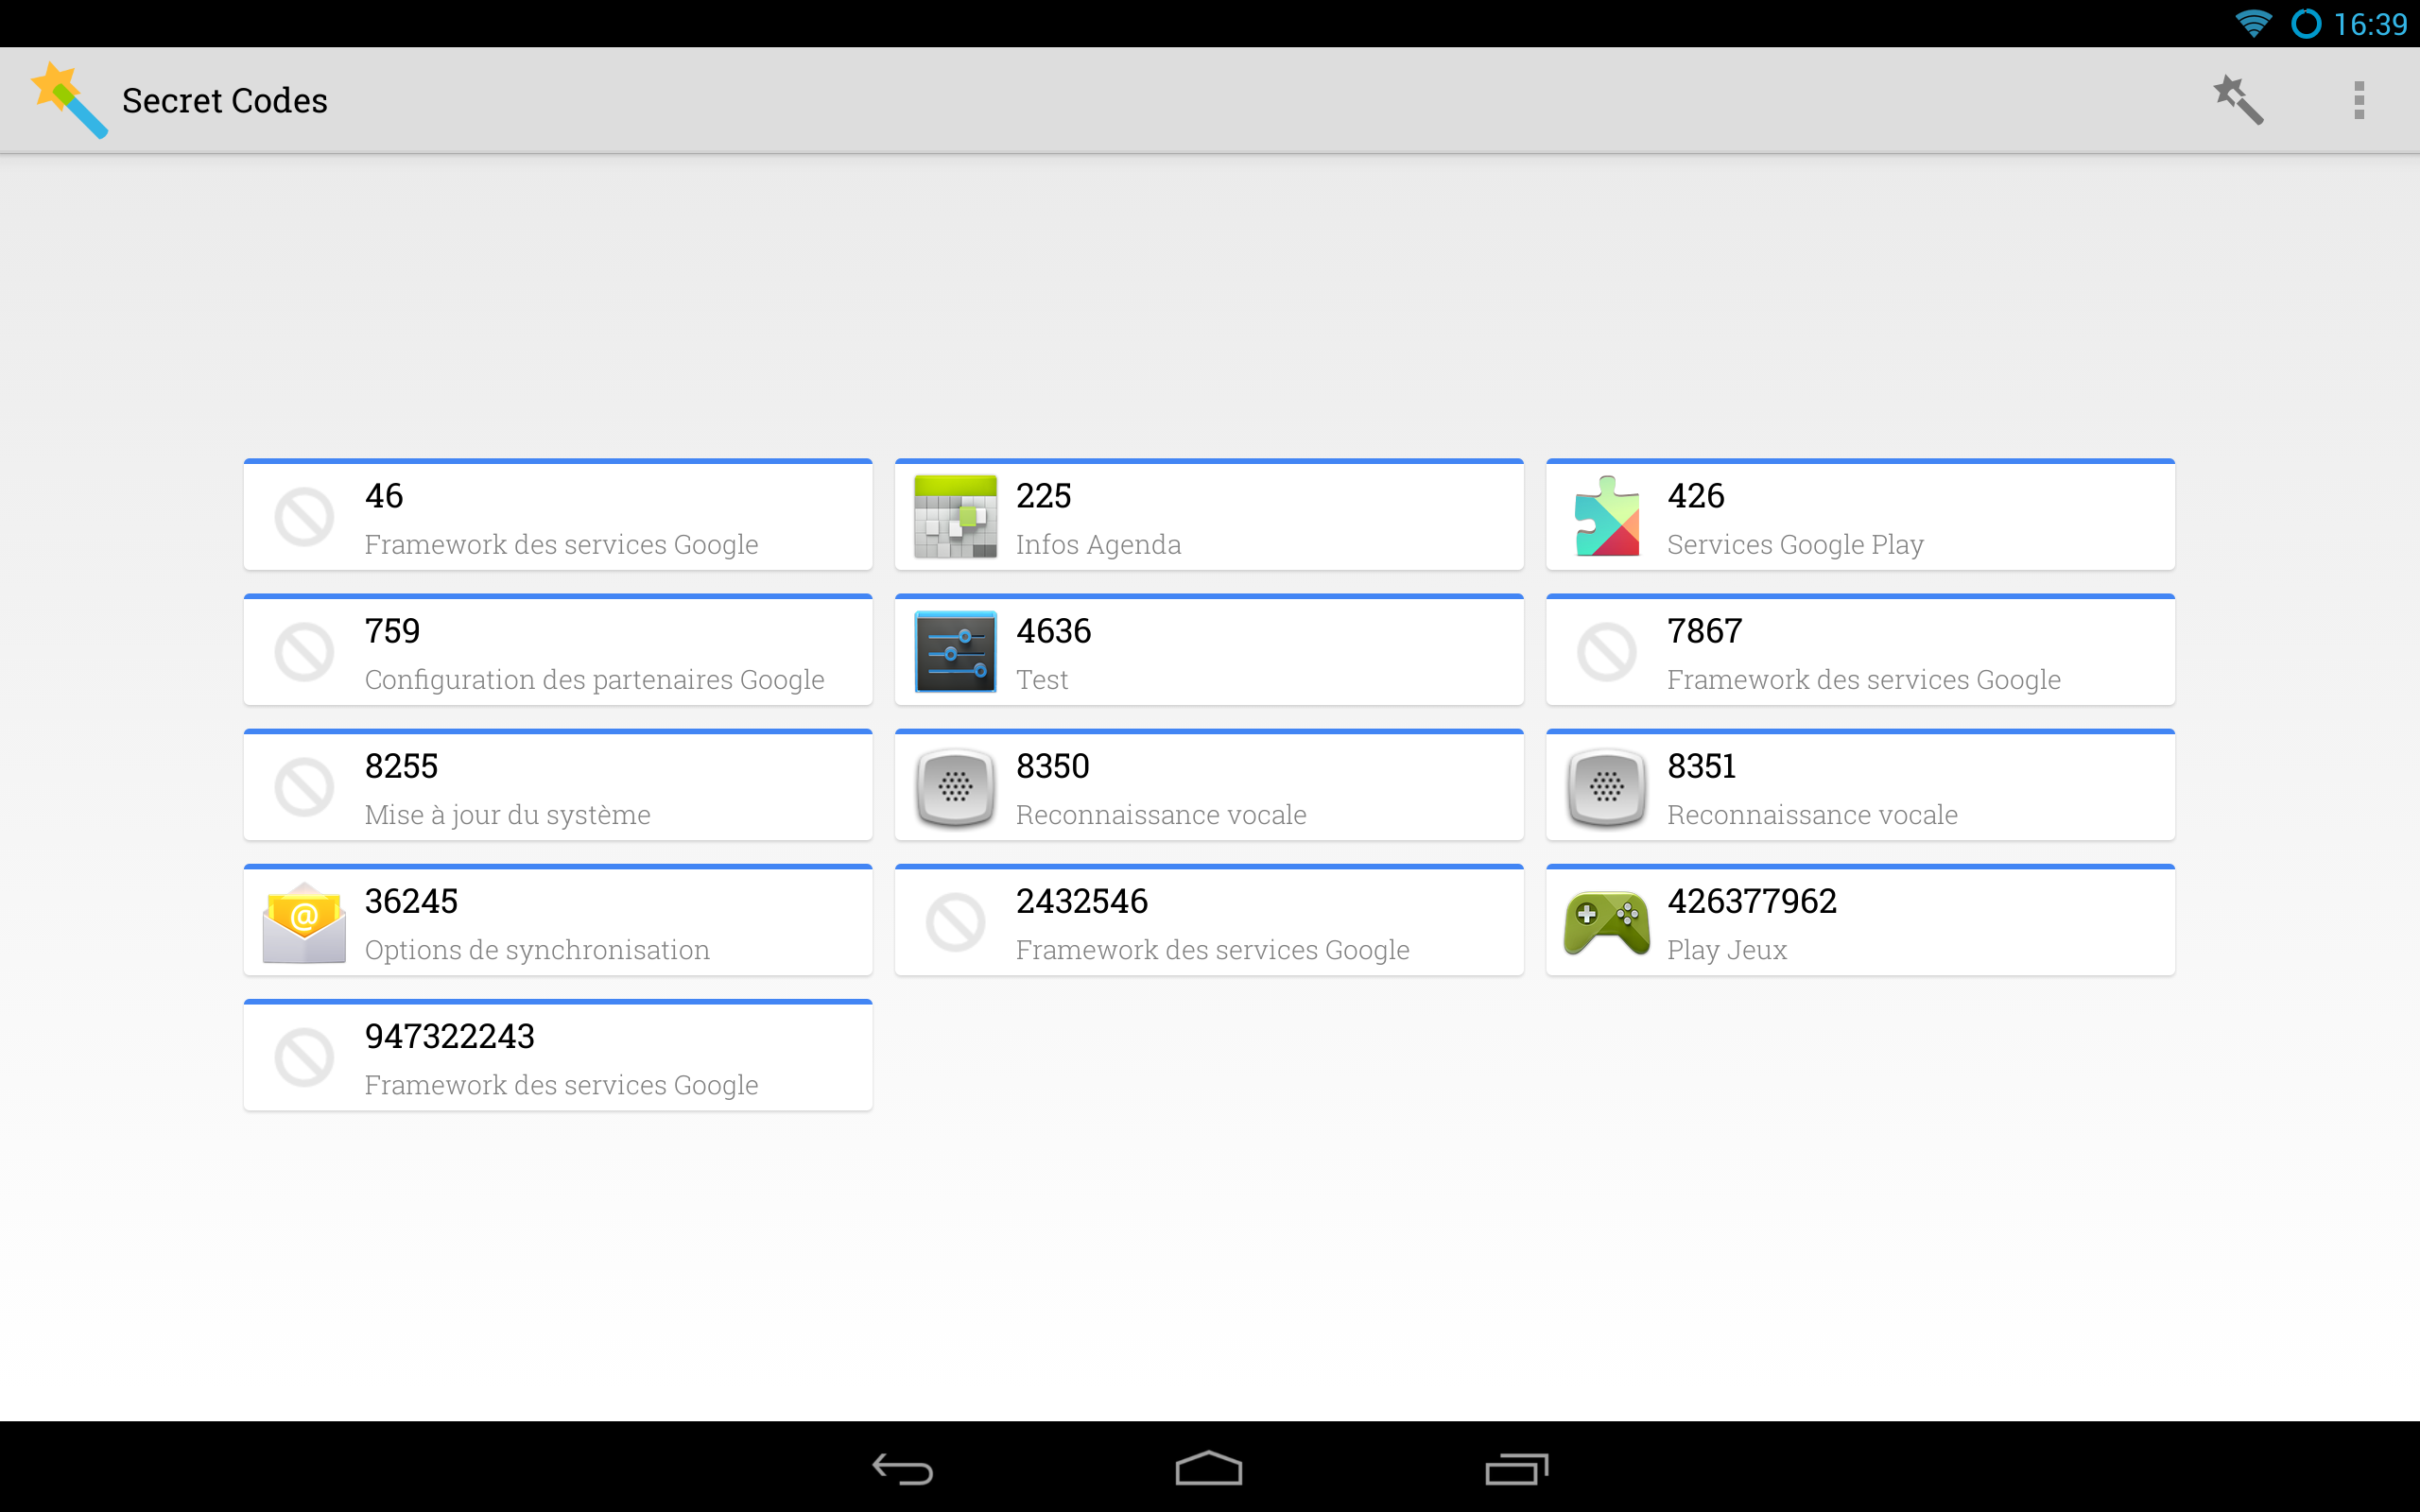 16:39
Secret Codes
46
Framework des services Google
225
Infos Agenda
426
Services Google Play
759
Configuration des partenaires Google
4636
Test
7867
Framework des services Google
8255
Mise à jour du système
8350
Reconnaissance vocale
8351
Reconnaissance vocale
36245
Options de synchronisation
2432546
Framework des services Google
426377962
Play Jeux
947322243
Framework des services Google